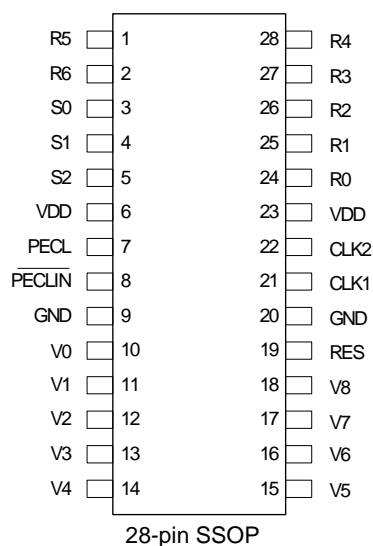 R5 1 28 R4
R6 2 27 R3
S0 3 26 R2
S1 4 25 R1
S2 5 24 R0
VDD 6 23 VDD
PECL 7 22 CLK2
PECLIN 8 21 CLK1
GND 9 20 GND
V0 10 19 RES
V1 11 18 V8
V2 12 17 V7
V3 13 16 V6
V4 14 15 V5
28-pin SSOP